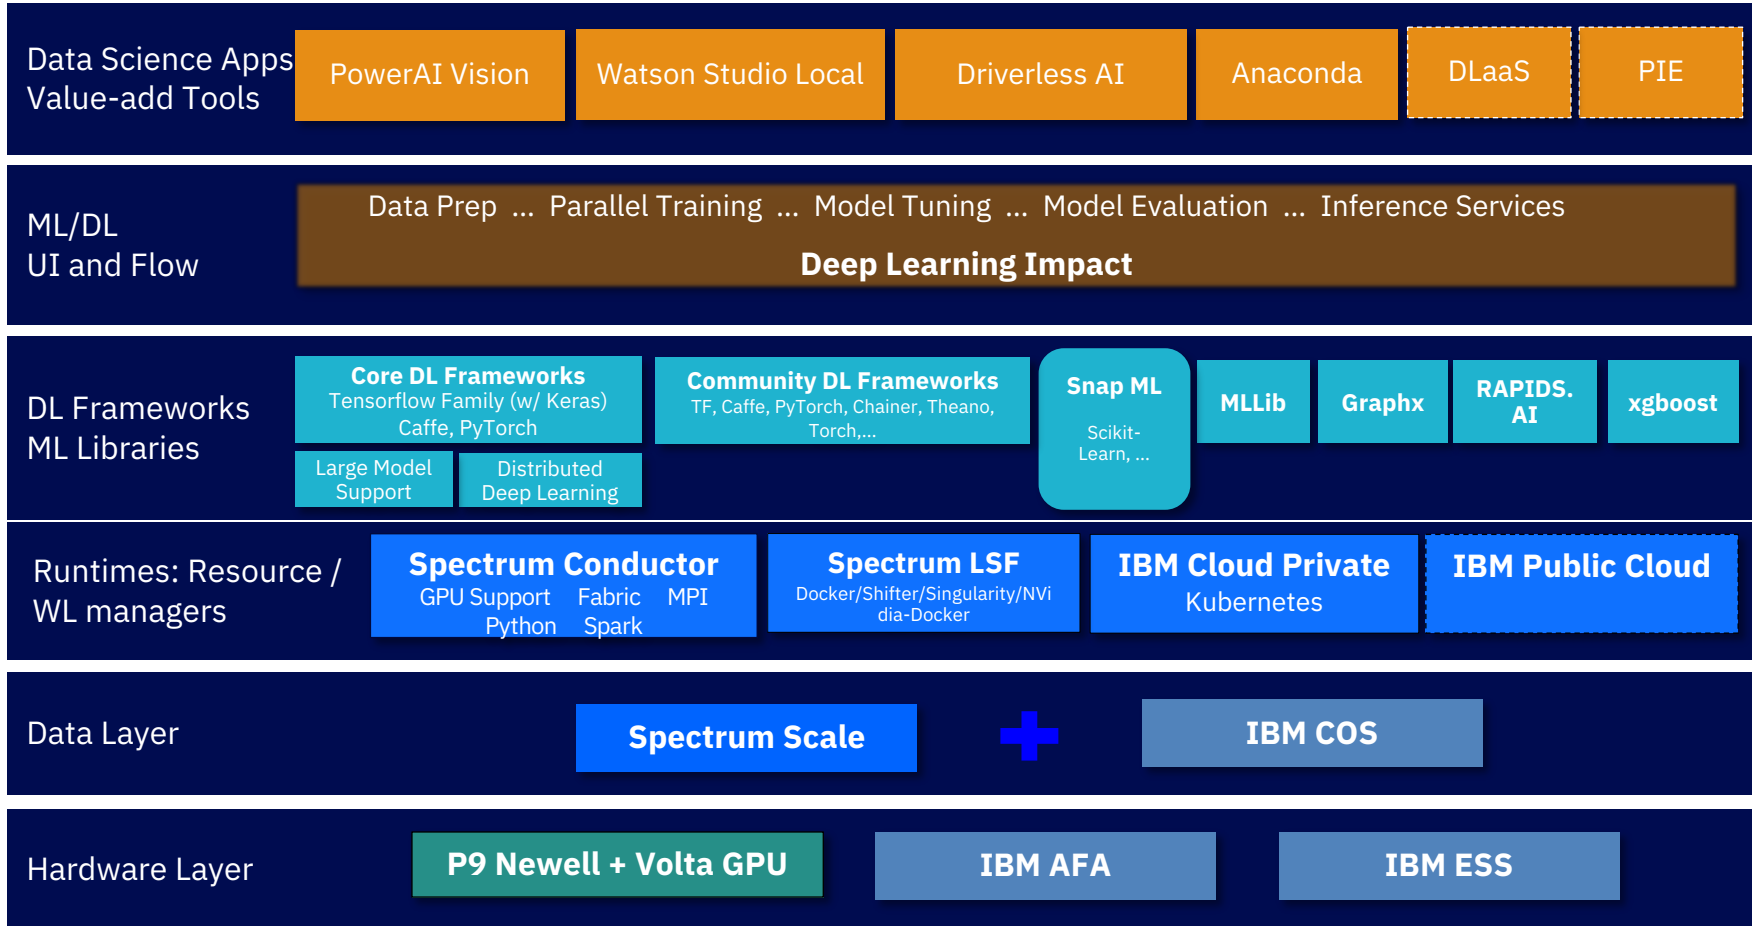 Data Science Apps
Value-add Tools
PowerAI Vision
Watson Studio Local
Driverless AI
Anaconda
DLaaS
PIE
ML/DL
UI and Flow
Data Prep ... Parallel Training ... Model Tuning ... Model Evaluation ... Inference Services
Deep Learning Impact
DL Frameworks
ML Libraries
Core DL Frameworks
Tensorflow Family (w/ Keras)
Caffe, PyTorch
Large Model
Support
Distributed
Deep Learning
Community DL Frameworks
TF, Caffe, PyTorch, Chainer, Theano,
Torch,...
Snap ML
Scikit-
Learn, ...
MLLib
Graphx
RAPIDS.
AI
xgboost
Runtimes: Resource /
WL managers
Spectrum Conductor
GPU Support Fabric MPI
Python Spark
Spectrum LSF
Docker/Shifter/Singularity/NVi
dia-Docker
IBM Cloud Private
Kubernetes
IBM Public Cloud
Data Layer
Spectrum Scale
IBM COS
Hardware Layer
P9 Newell + Volta GPU
IBM AFA
IBM ESS